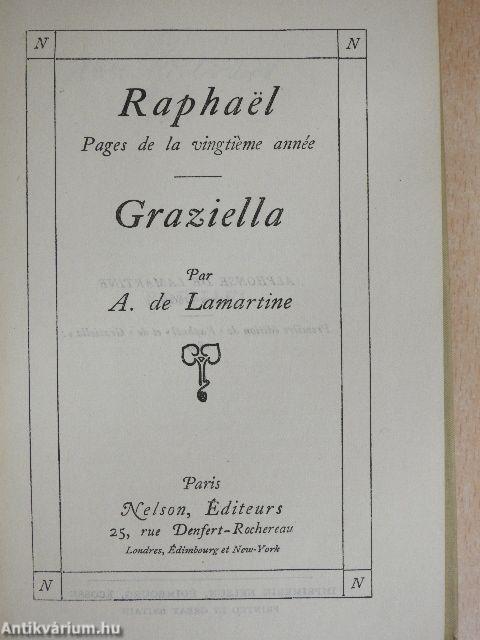 N N
Raphaël
Pages de la vingtième année
Graziella
Par
A. de Lamartine
Paris
Nelson, Éditeurs
25, rue Denfert-Rochereau
Londres, Édimbourg et New-York
N N
Antikvárium.hu